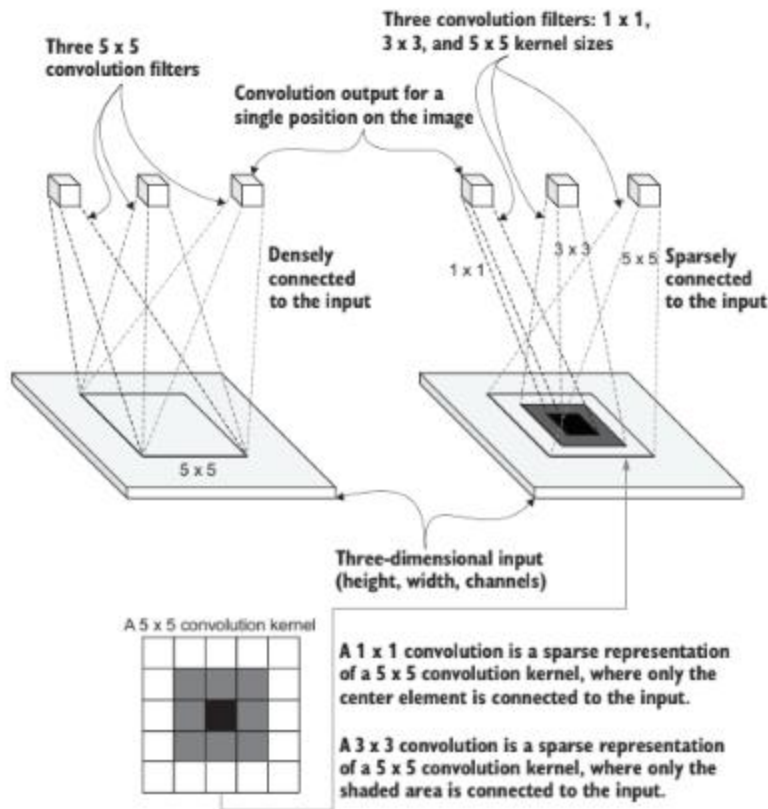 Three 5 x 5
convolution filters
Three convolution filters: 1 x 1,
3 x 3, and 5 x 5 kernel sizes
Convolution output for a
single position on the image
Densely
connected
to the input
1 x 1
3 x 3
5 x 5
Sparsely
connected
to the input
5 x 5
Three-dimensional input
(height, width, channels)
A 5 x 5 convolution kernel
A 1 x 1 convolution is a sparse representation
of a 5 x 5 convolution kernel, where only the
center element is connected to the input.
A 3 x 3 convolution is a sparse representation
of a 5 x 5 convolution kernel, where only the
shaded area is connected to the input.